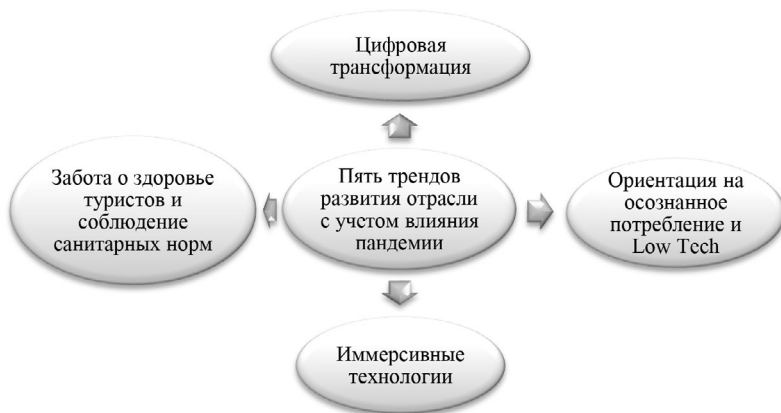 Цифровая
трансформация
Забота о здоровье
туристов и
соблюдение
санитарных норм
Пять трендов
развития отрасли
с учетом влияния
пандемии
Ориентация на
осознанное
потребление и
Low Tech
Иммерсивные
технологии